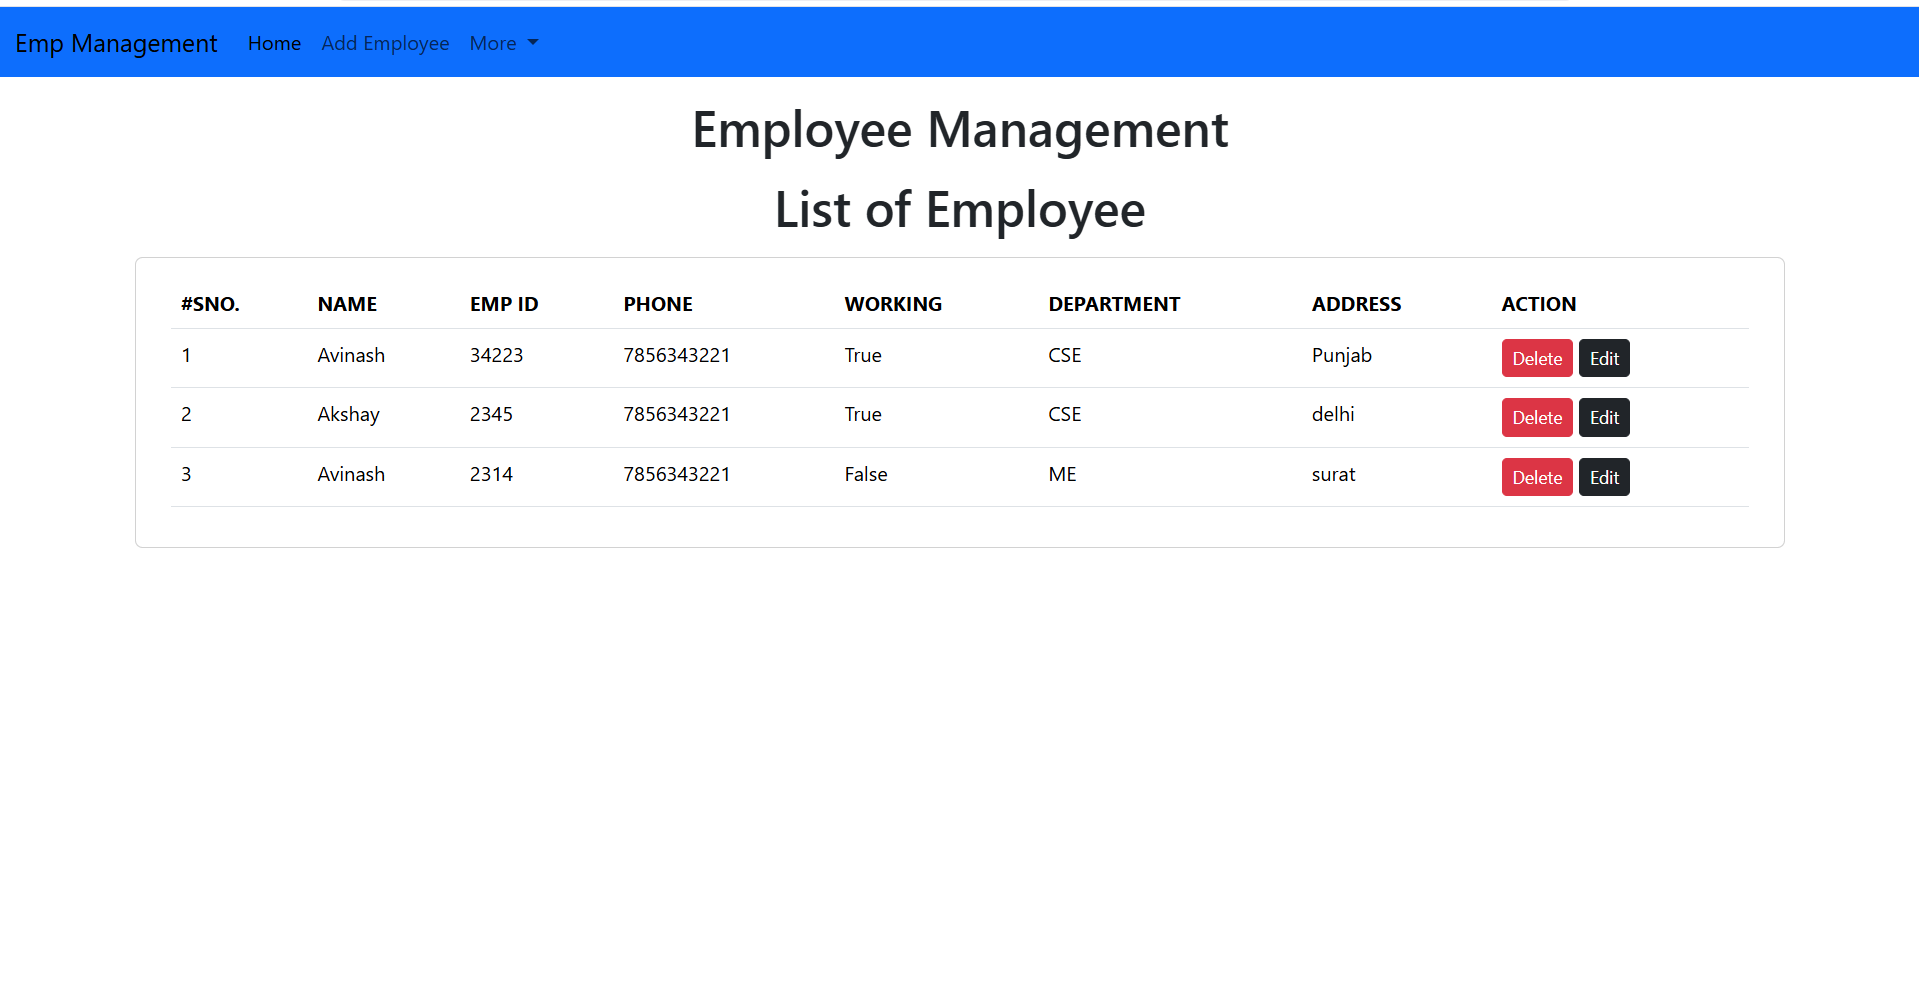 Emp Management Home Add Employee More
Employee Management
List of Employee
#SNO. NAME EMP ID PHONE WORKING DEPARTMENT ADDRESS ACTION
1 Avinash 34223 7856343221 True CSE Punjab Delete Edit
2 Akshay 2345 7856343221 True CSE delhi Delete Edit
3 Avinash 2314 7856343221 False ME surat Delete Edit